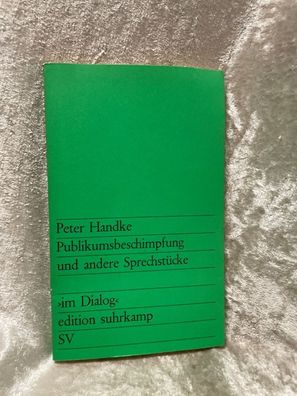 Peter Handke
Publikumsbeschimpfung
und andere Sprechstücke
›im Dialog‹
edition suhrkamp
SV